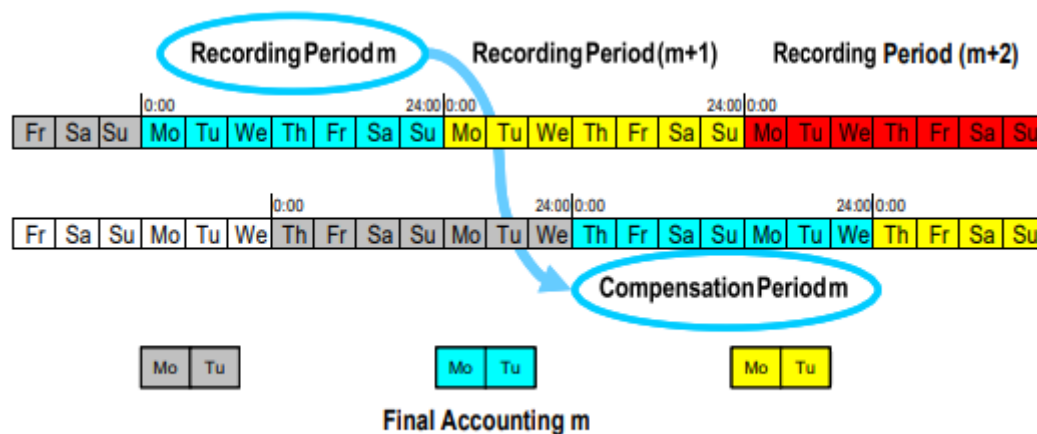 Recording Period m Recording Period (m+1) Recording Period (m+2)
0:00 24:00 0:00 24:00 0:00
Fr Sa Su Mo Tu We Th Fr Sa Su Mo Tu We Th Fr Sa Su Mo Tu We Th Fr Sa Su
0:00 24:00 0:00 24:00 0:00
Fr Sa Su Mo Tu We Th Fr Sa Su Mo Tu We Th Fr Sa Su Mo Tu We Th Fr Sa Su
Compensation Period m
Mo Tu Mo Tu Mo Tu
Final Accounting m